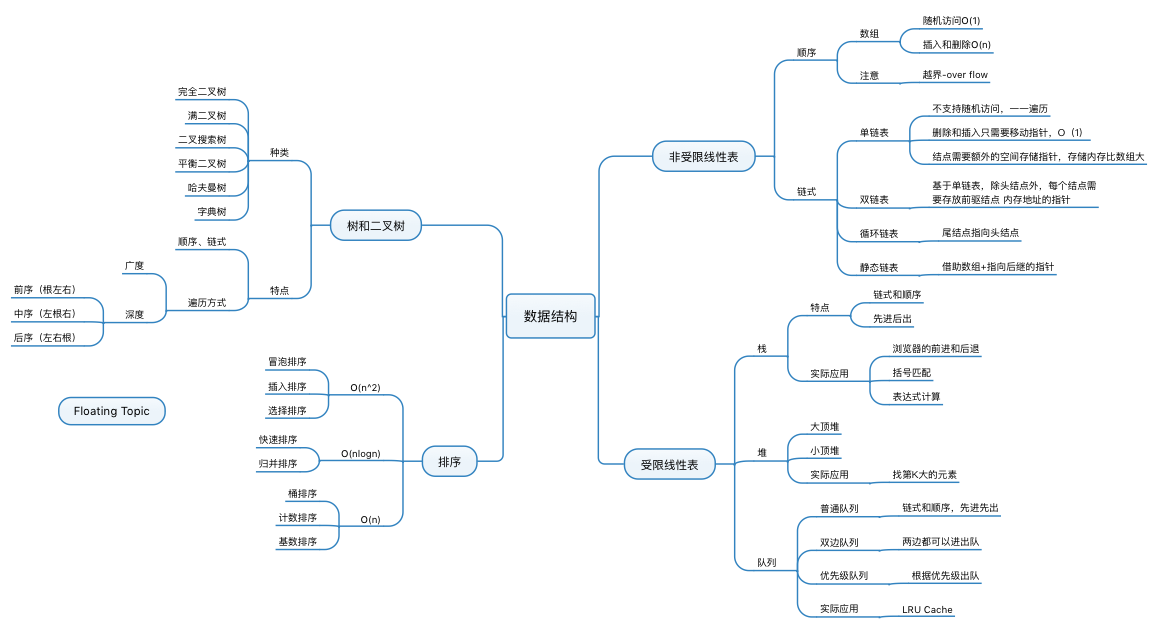 数据结构
非受限线性表
顺序
数组
随机访问O(1)
插入和删除O(n)
注意
越界-over flow
链式
单链表
不支持随机访问，一一遍历
删除和插入只需要移动指针，O（1)
结点需要额外的空间存储指针，存储内存比数组大
双链表
基于单链表，除头结点外，每个结点需
要存放前驱结点 内存地址的指针
循环链表
尾结点指向头结点
静态链表
借助数组+指向后继的指针
受限线性表
栈
特点
链式和顺序
先进后出
实际应用
浏览器的前进和后退
括号匹配
表达式计算
堆
大顶堆
小顶堆
实际应用
找第K大的元素
队列
普通队列
链式和顺序，先进先出
双边队列
两边都可以进出队
优先级队列
根据优先级出队
实际应用
LRU Cache
树和二叉树
种类
完全二叉树
满二叉树
二叉搜索树
平衡二叉树
哈夫曼树
字典树
特点
顺序、链式
遍历方式
广度
深度
前序（根左右）
中序（左根右）
后序（左右根）
排序
O(n^2)
冒泡排序
插入排序
选择排序
O(nlogn)
快速排序
归并排序
O(n)
桶排序
计数排序
基数排序
Floating Topic